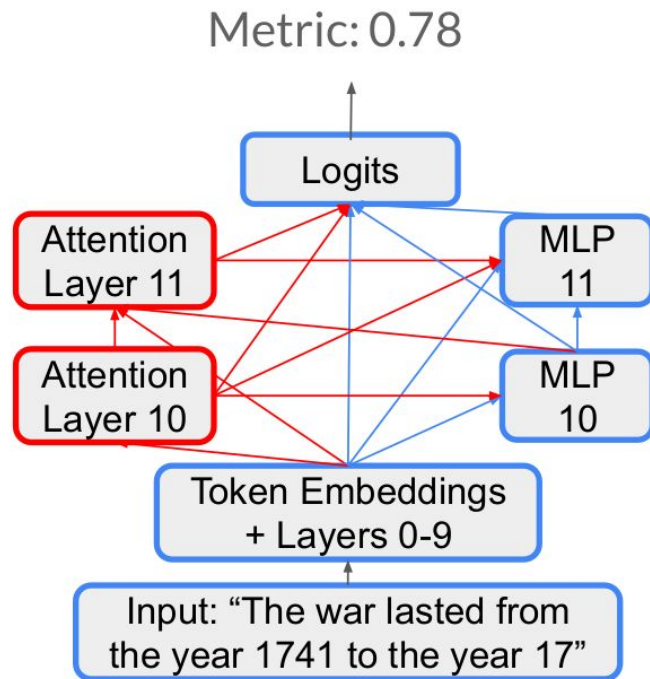 Metric: 0.78
Logits
Attention
Layer 11
MLP
11
Attention
Layer 10
MLP
10
Token Embeddings
+ Layers 0-9
Input: “The war lasted from
the year 1741 to the year 17”